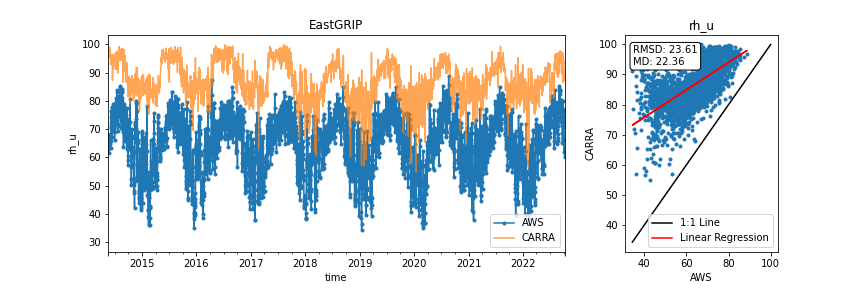 EastGRIP
rh_u
100
90
80
70
60
50
40
30
rh_u
2015
2016
2017
2018
2019
2020
2021
2022
time
AWS
CARRA
rh_u
RMSD: 23.61
MD: 22.36
100
90
80
70
60
50
40
CARRA
40
60
80
100
AWS
1:1 Line
Linear Regression